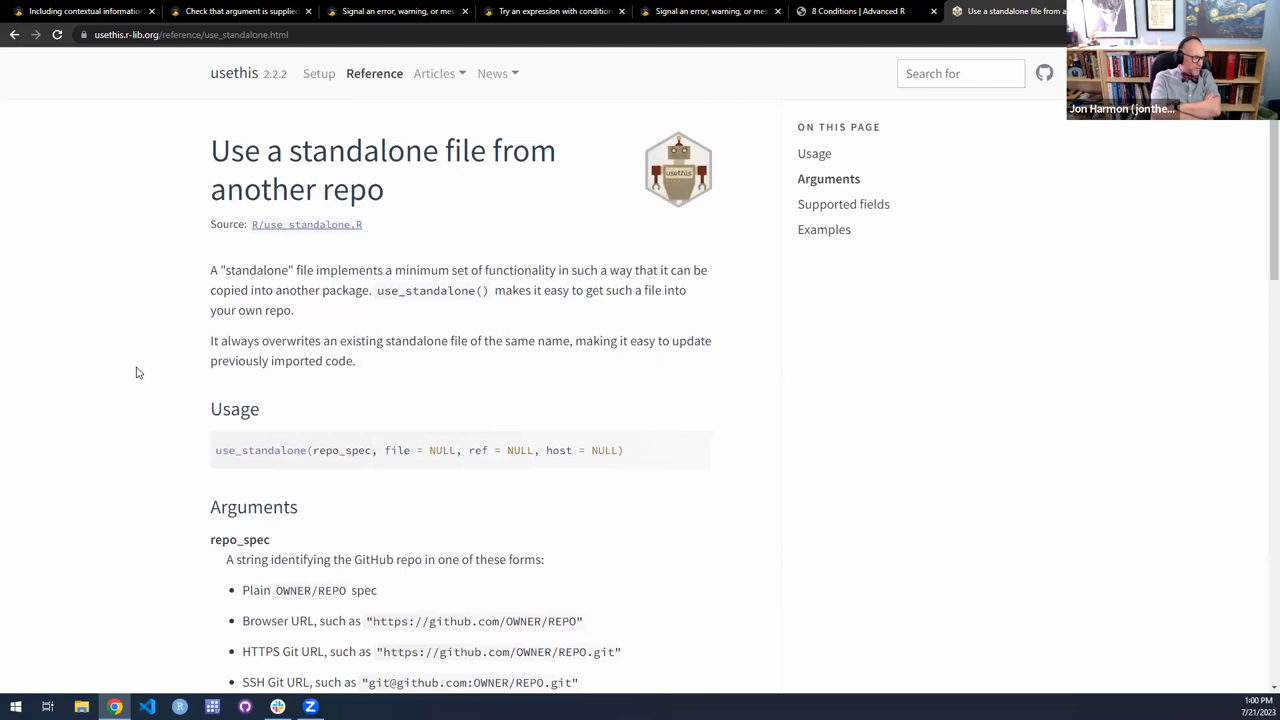 Including contextual information
Check that argument is supplied
Signal an error, warning, or mes
Try an expression with condition
Signal an error, warning, or mes
8 Conditions | Advanced R
Use a standalone file from a
usethis.r-lib.org/reference/use_standalone.html
usethis 2.2.2 Setup Reference Articles News
Search for
Jon Harmon (jonthe...
Use a standalone file from
another repo
usethis
Source: R/use_standalone.R
A "standalone" file implements a minimum set of functionality in such a way that it can be
copied into another package. use_standalone() makes it easy to get such a file into
your own repo.
It always overwrites an existing standalone file of the same name, making it easy to update
previously imported code.
Usage
use_standalone(repo_spec, file = NULL, ref = NULL, host = NULL)
Arguments
repo_spec
A string identifying the GitHub repo in one of these forms:
• Plain OWNER/REPO spec
• Browser URL, such as "https://github.com/OWNER/REPO"
• HTTPS Git URL, such as "https://github.com/OWNER/REPO.git"
• SSH Git URL, such as "git@github.com:OWNER/REPO.git"
ON THIS PAGE
Usage
Arguments
Supported fields
Examples
1:00 PM
7/21/2023